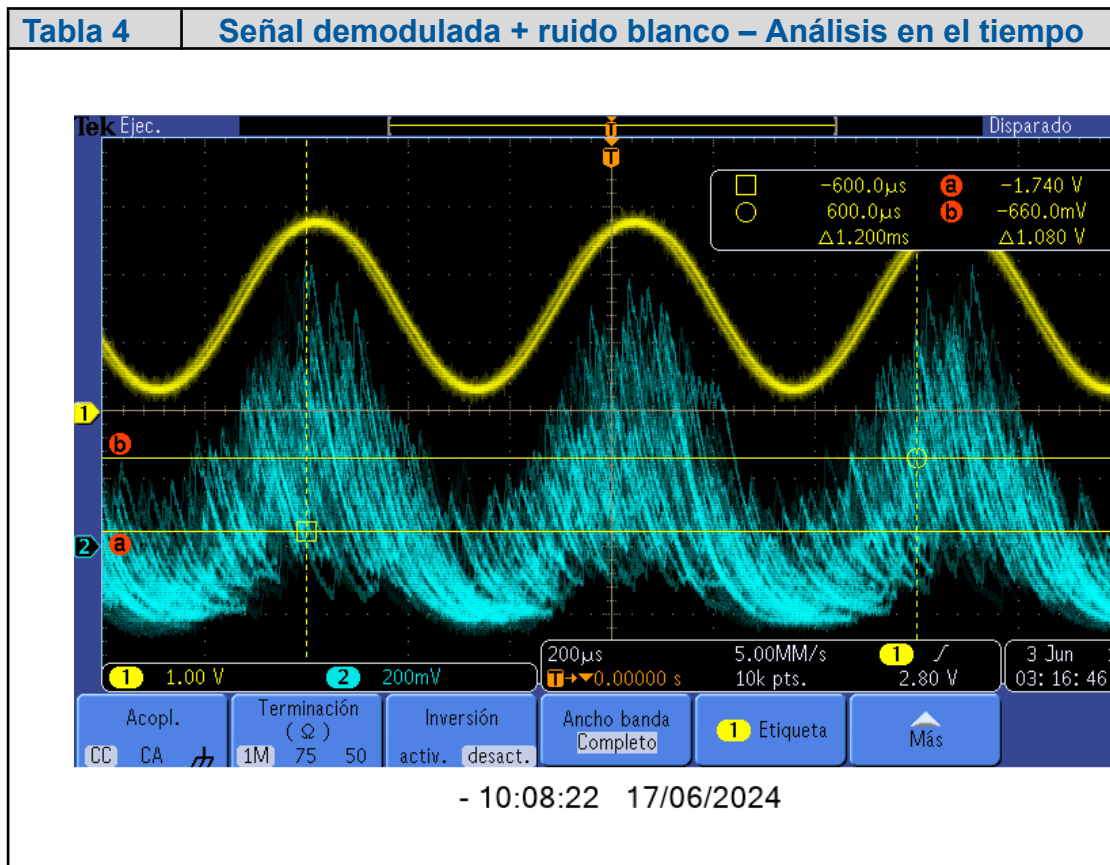 Tabla 4 Señal demodulada + ruido blanco – Análisis en el tiempo
Tek Ejec. T Disparado
T
−600.0µs a −1.740 V
600.0µs b −660.0mV
△1.200ms △1.080 V
1
b
2 a
1 1.00 V 2 200mV
200µs 5.00MM/s 1
T→▼0.00000 s 10k pts. 2.80 V
3 Jun
03: 16: 46
Acopl.
CC CA
Terminación
( Ω )
1M 75 50
Inversión
activ. desact.
Ancho banda
Completo
1 Etiqueta
Más
- 10:08:22 17/06/2024